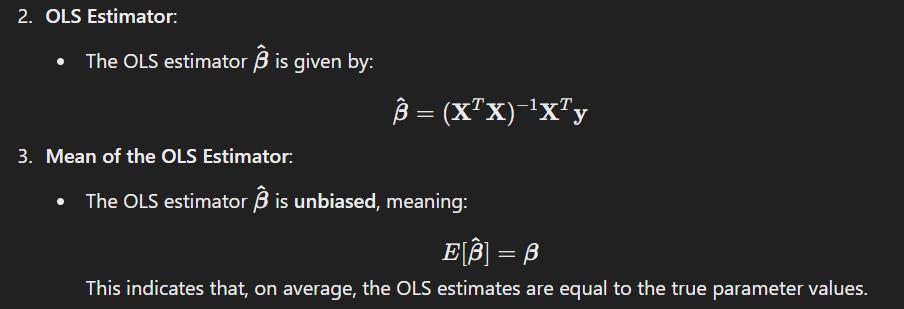 2. OLS Estimator:
• The OLS estimator $\hat{\boldsymbol{\beta}}$ is given by:
$\hat{\boldsymbol{\beta}} = (\mathbf{X}^T\mathbf{X})^{-1}\mathbf{X}^T\mathbf{y}$
3. Mean of the OLS Estimator:
• The OLS estimator $\hat{\boldsymbol{\beta}}$ is unbiased, meaning:
$E[\hat{\boldsymbol{\beta}}] = \boldsymbol{\beta}$
This indicates that, on average, the OLS estimates are equal to the true parameter values.